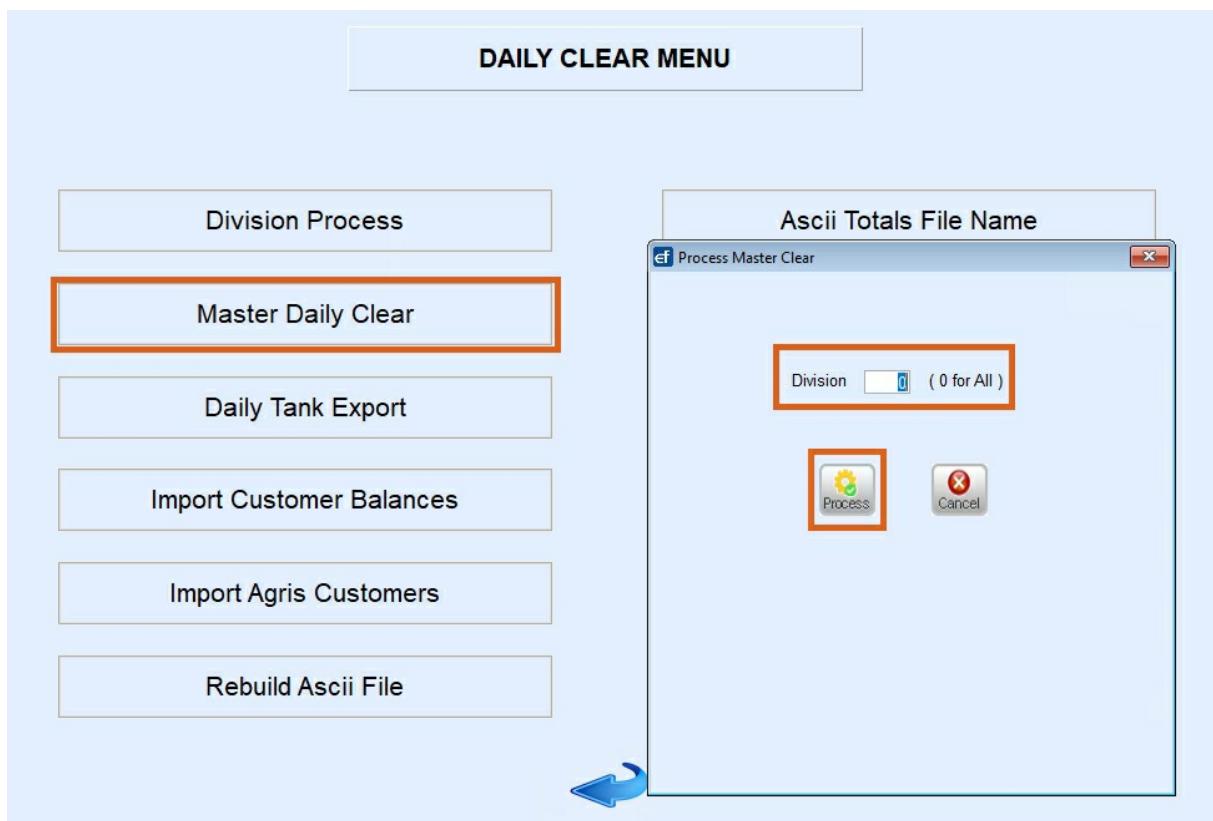 DAILY CLEAR MENU
Division Process
Master Daily Clear
Daily Tank Export
Import Customer Balances
Import Agris Customers
Rebuild Ascii File
Ascii Totals File Name
ef Process Master Clear
Division 0 ( 0 for All )
Process Cancel